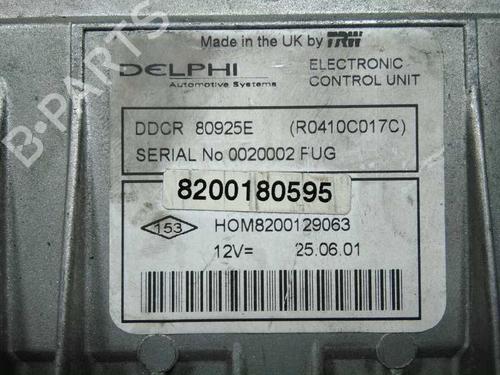 B-PARTS
Made in the UK by TRW
DELPHI
Automotive Systems
ELECTRONIC
CONTROL UNIT
DDCR 80925E (R0410C017C)
SERIAL No 0020002 FUG
8200180595
153 HOM8200129063
12V= 25.06.01